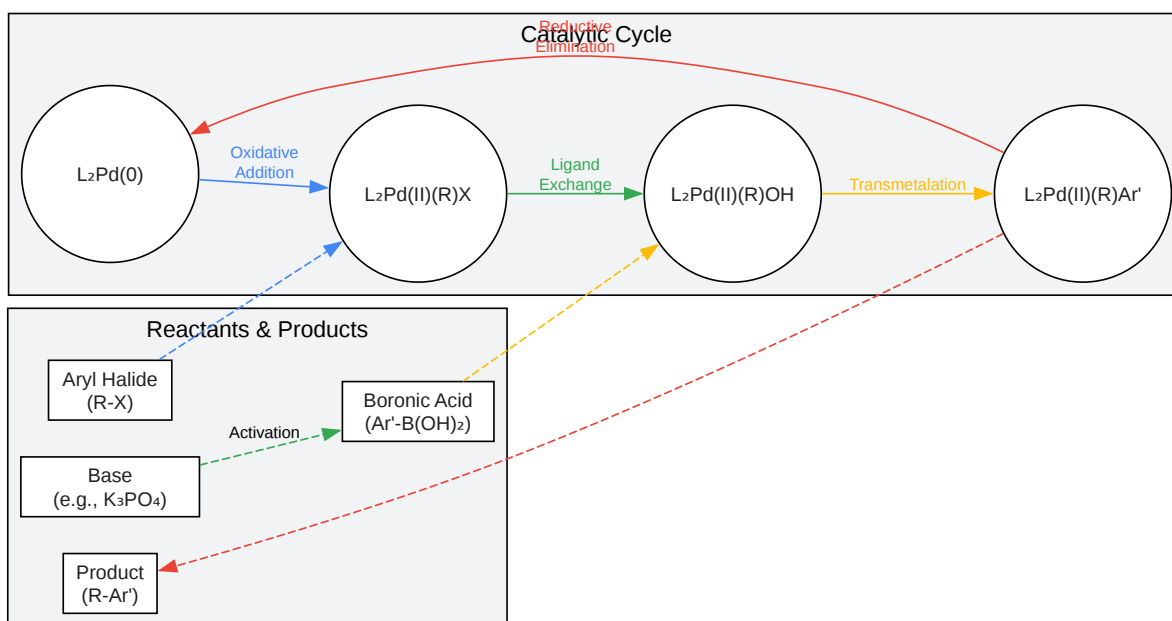 Catalytic Cycle
Reductive
Elimination
L₂Pd(0)
Oxidative
Addition
L₂Pd(II)(R)X
Ligand
Exchange
L₂Pd(II)(R)OH
Transmetalation
L₂Pd(II)(R)Ar'
Reactants & Products
Aryl Halide
(R-X)
Boronic Acid
(Ar'-B(OH)₂)
Activation
Base
(e.g., K₃PO₄)
Product
(R-Ar')